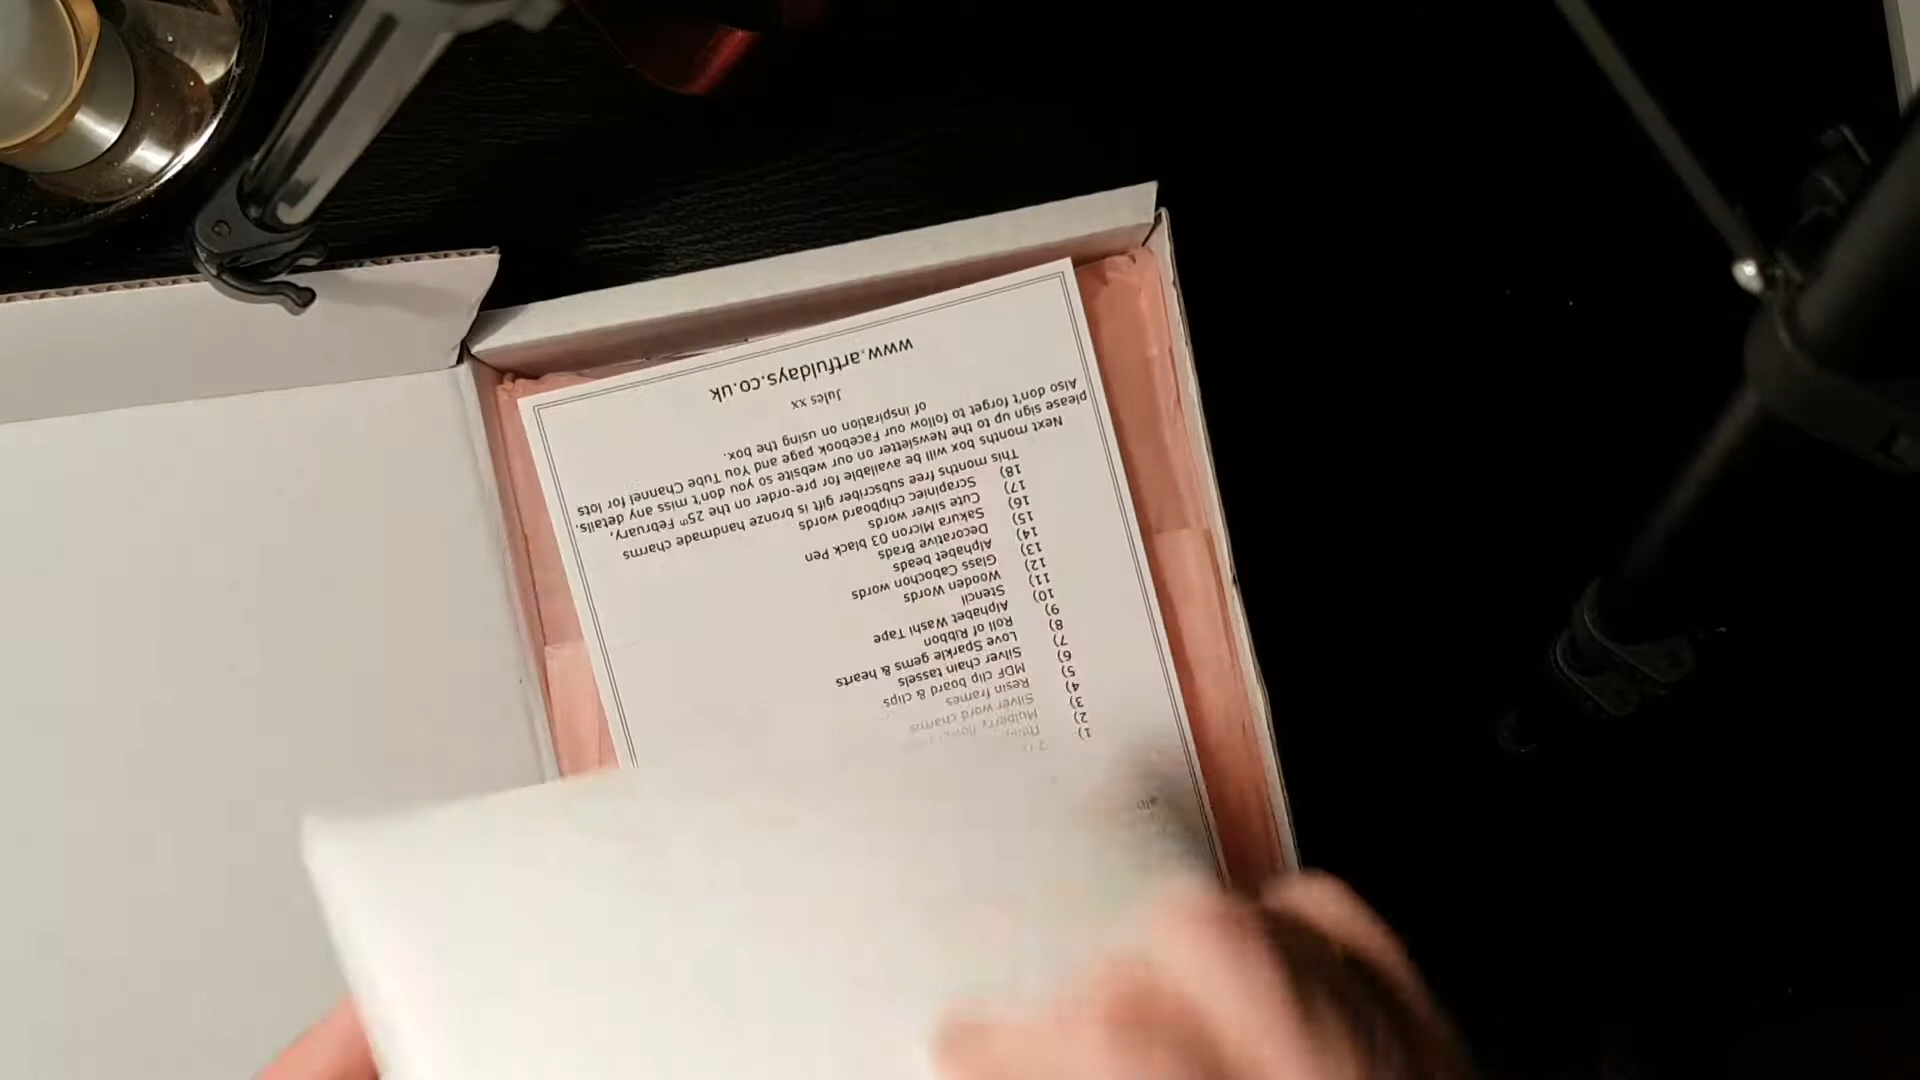 1)
2)
3) Mulberry
4) Silver word charms
5) Resin frames
6) MDF clip board & clips
7) Silver chain tassels
8) Love Sparkle gems & hearts
9) Roll of Ribbon
10) Alphabet Washi Tape
11) Stencil
12) Wooden Words
13) Glass Cabochon words
14) Alphabet beads
15) Decorative Brads
16) Sakura Micron 03 black Pen
17) Cute silver words
18) Scrapiniec chipboard words
This months free subscriber gift is bronze handmade charms
Next months box will be available for pre-order on the 25th February,
please sign up to the Newsletter on our website so you don't miss any details.
Also don't forget to follow our Facebook page and You Tube Channel for lots
of inspiration on using the box.
Jules xx
www.artfuldays.co.uk